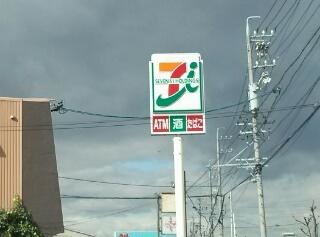 SEVEN & i HOLDINGS
ATM 酒 たばこ